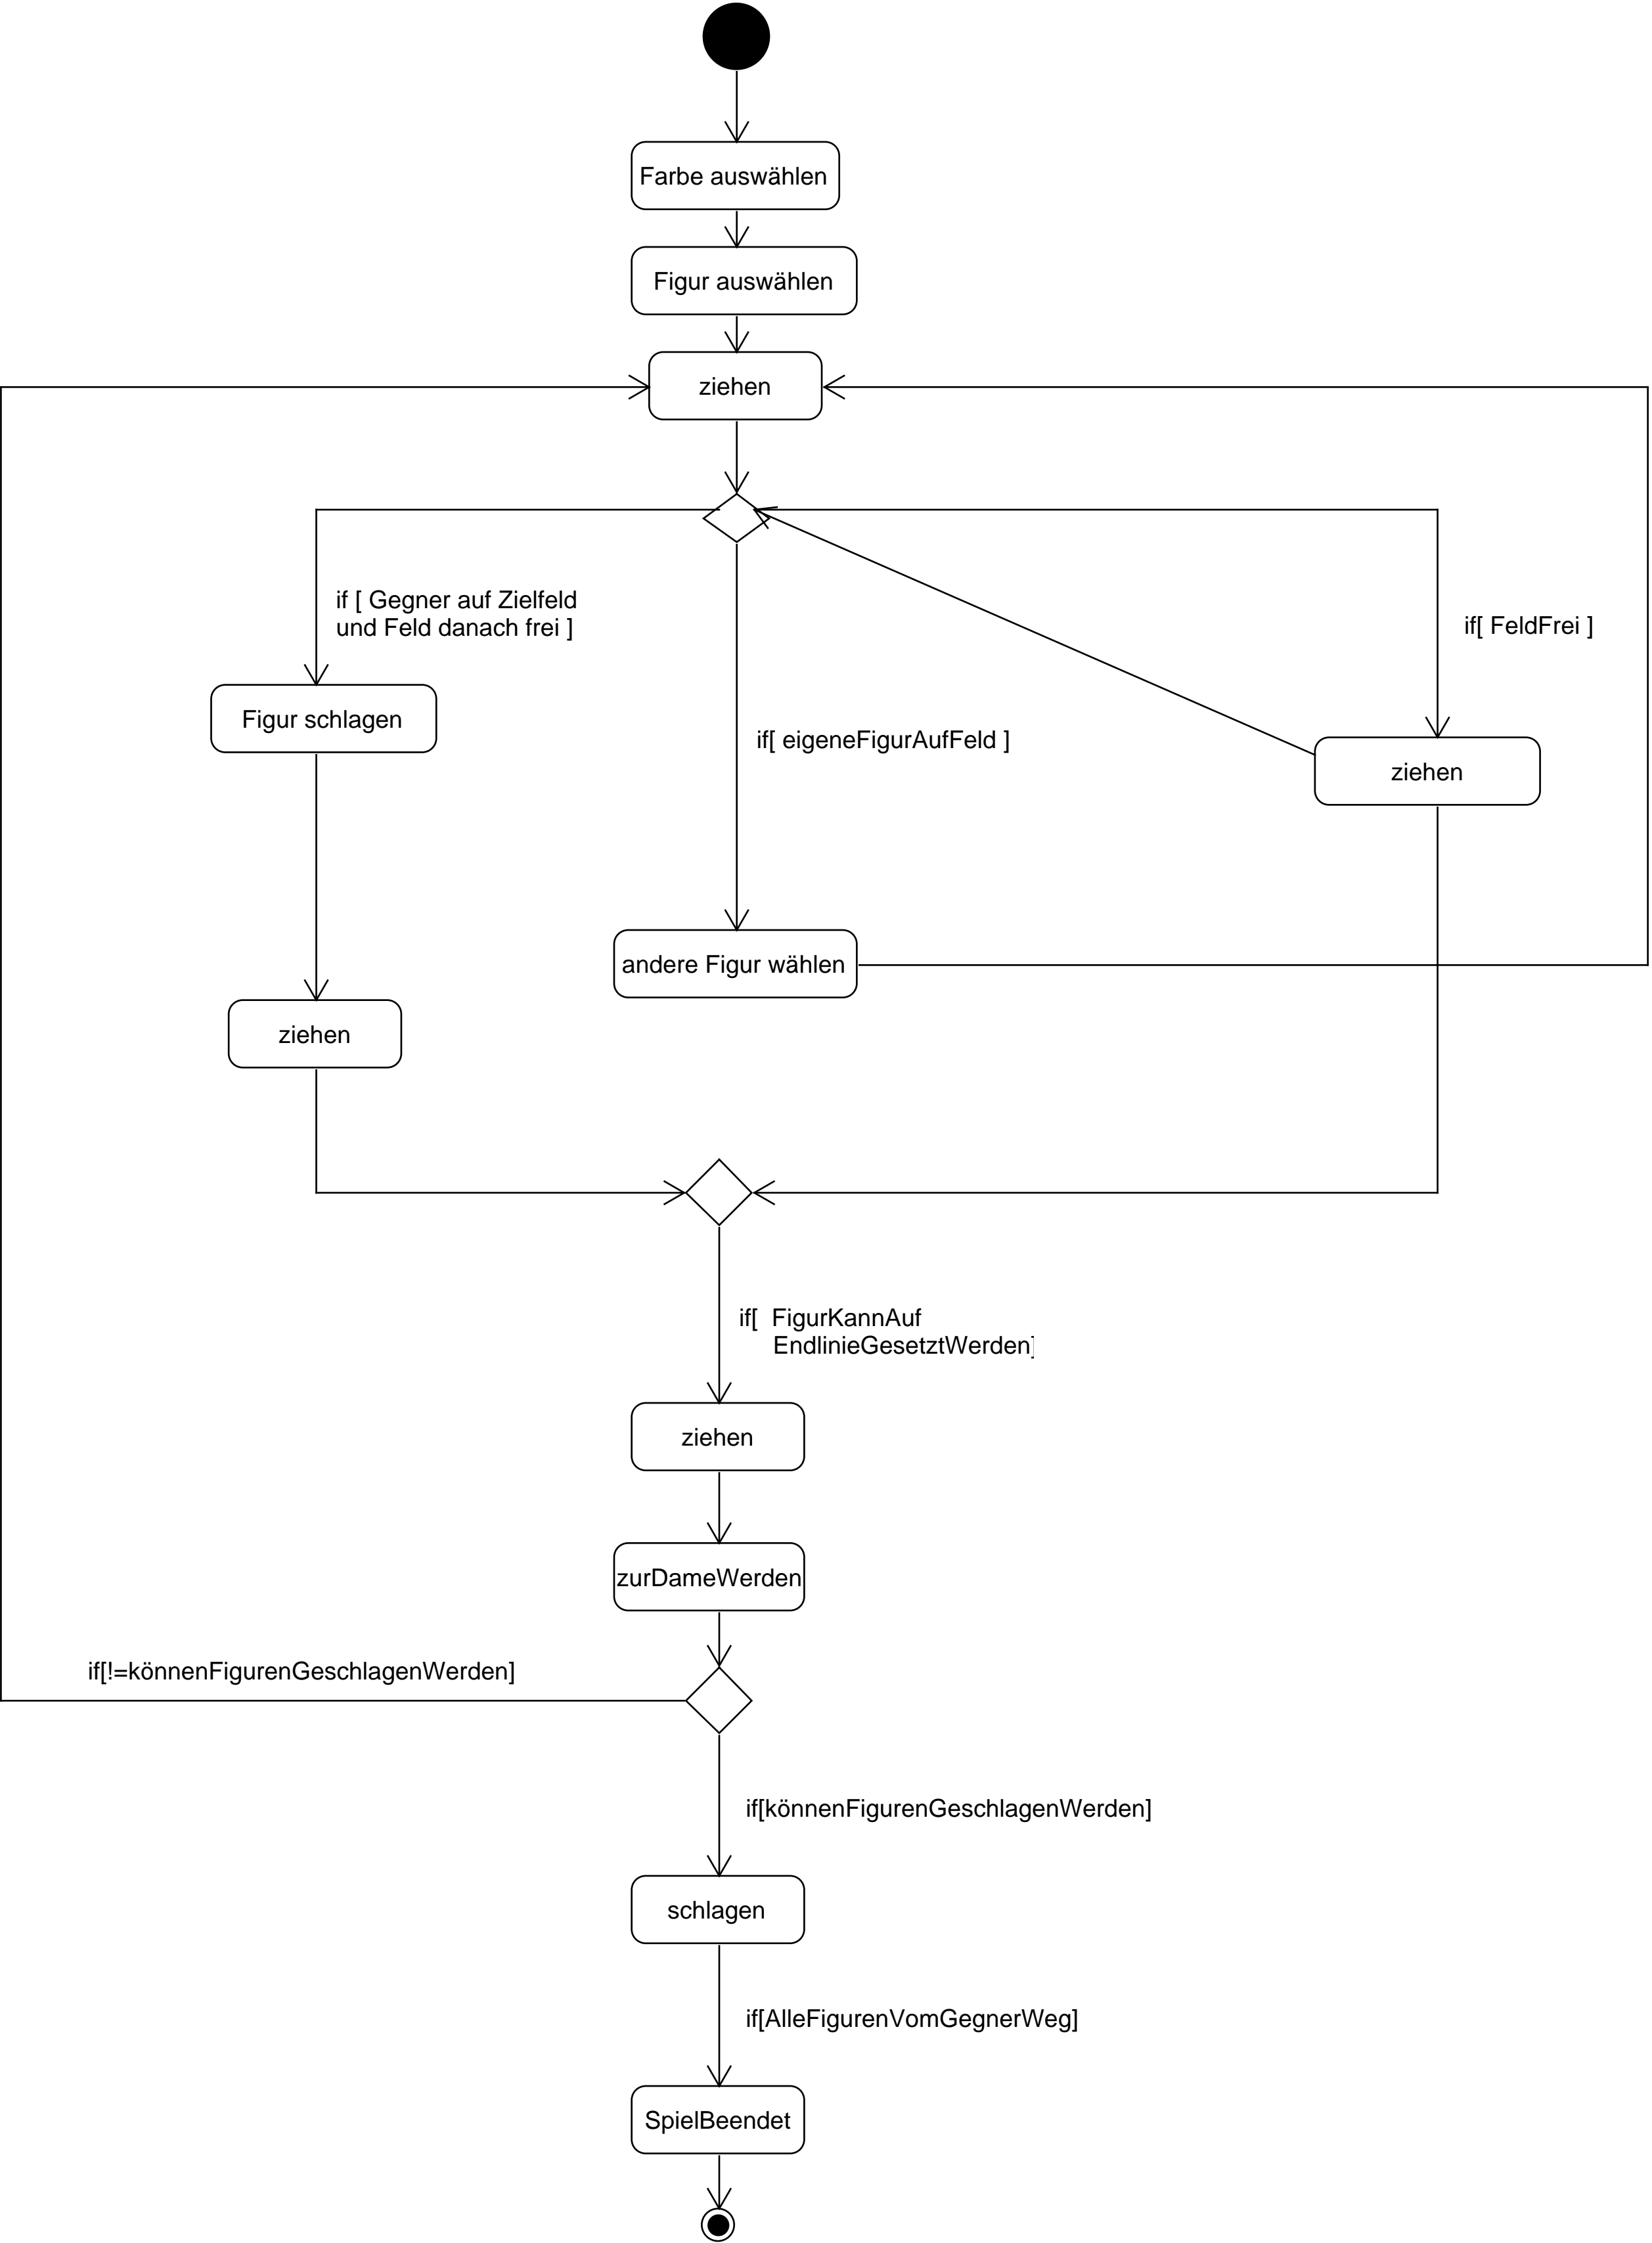 Farbe auswählen
Figur auswählen
ziehen
if [ Gegner auf Zielfeld
und Feld danach frei ]
if[ FeldFrei ]
Figur schlagen
if[ eigeneFigurAufFeld ]
ziehen
andere Figur wählen
ziehen
if[  FigurKannAuf
EndlinieGesetztWerden]
ziehen
zurDameWerden
if[!=könnenFigurenGeschlagenWerden]
if[könnenFigurenGeschlagenWerden]
schlagen
if[AlleFigurenVomGegnerWeg]
SpielBeendet